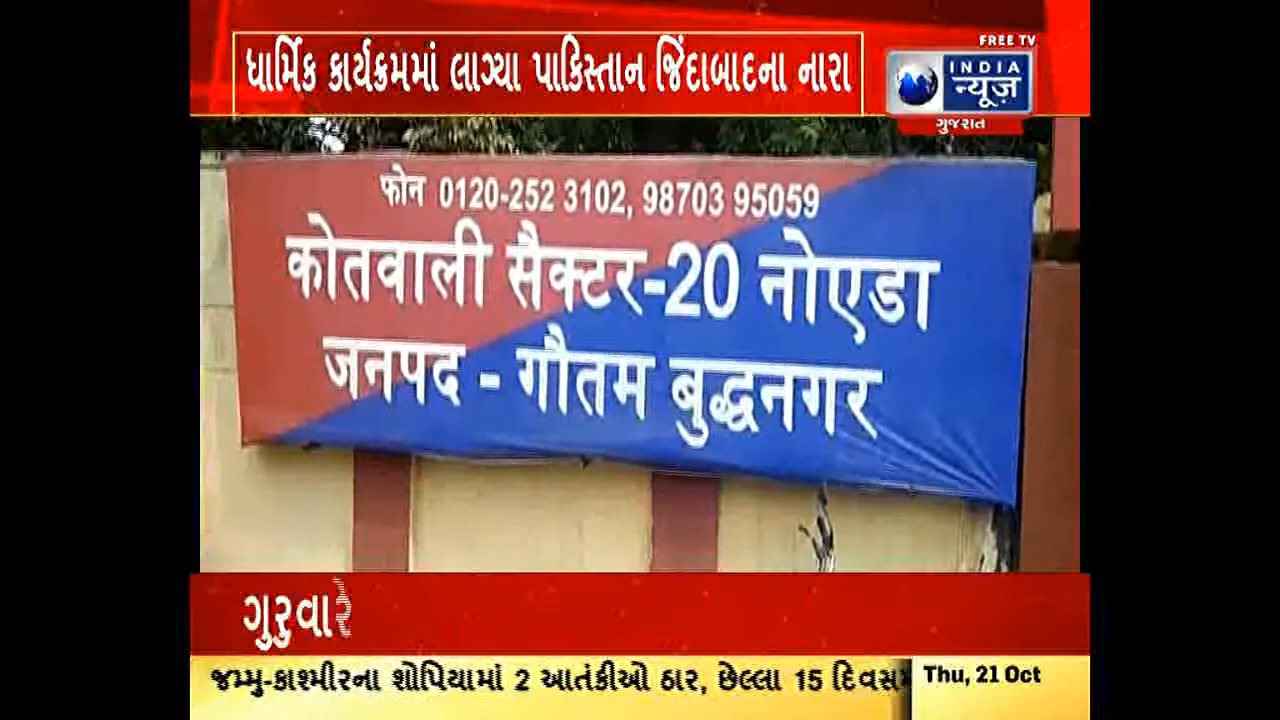 FREE TV
ધાર્મિક કાર્યક્રમમાં લાગ્યા પાકિસ્તાન જિંદાબાદના નારા
INDIA
न्यूज़
ગુજરાત
फोन 0120-252 3102, 98703 95059
कोतवाली सैक्टर-20 नोएडा
जनपद - गौतम बुद्धनगर
ગુરુવારે
જમ્મુ-કાશ્મીરના શોપિયામાં 2 આતંકીઓ ઠાર, છેલ્લા 15
Thu, 21 Oct